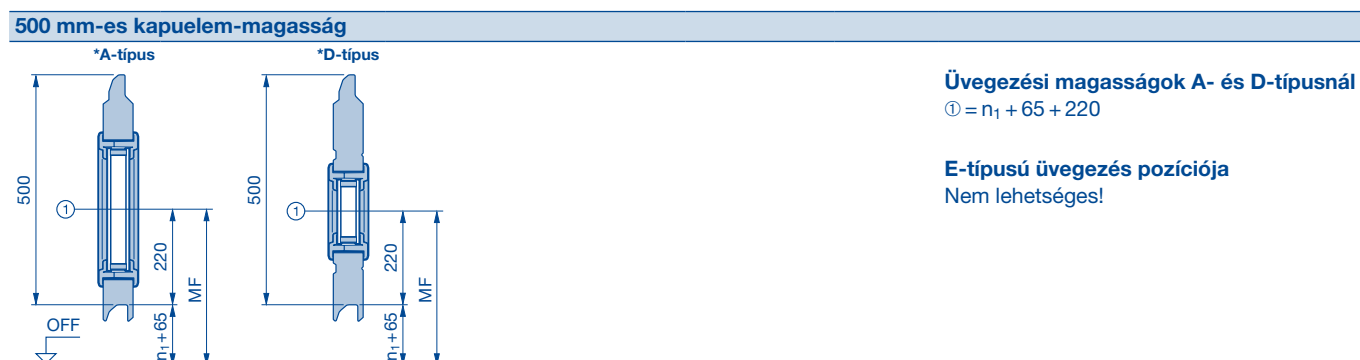 500 mm-es kapuelem-magasság
*A-típus
*D-típus
500
①
220
MF
OFF
n₁ + 65
500
①
220
MF
n₁ + 65
Üvegezési magasságok A- és D-típusnál
① = n₁ + 65 + 220
E-típusú üvegezés pozíciója
Nem lehetséges!